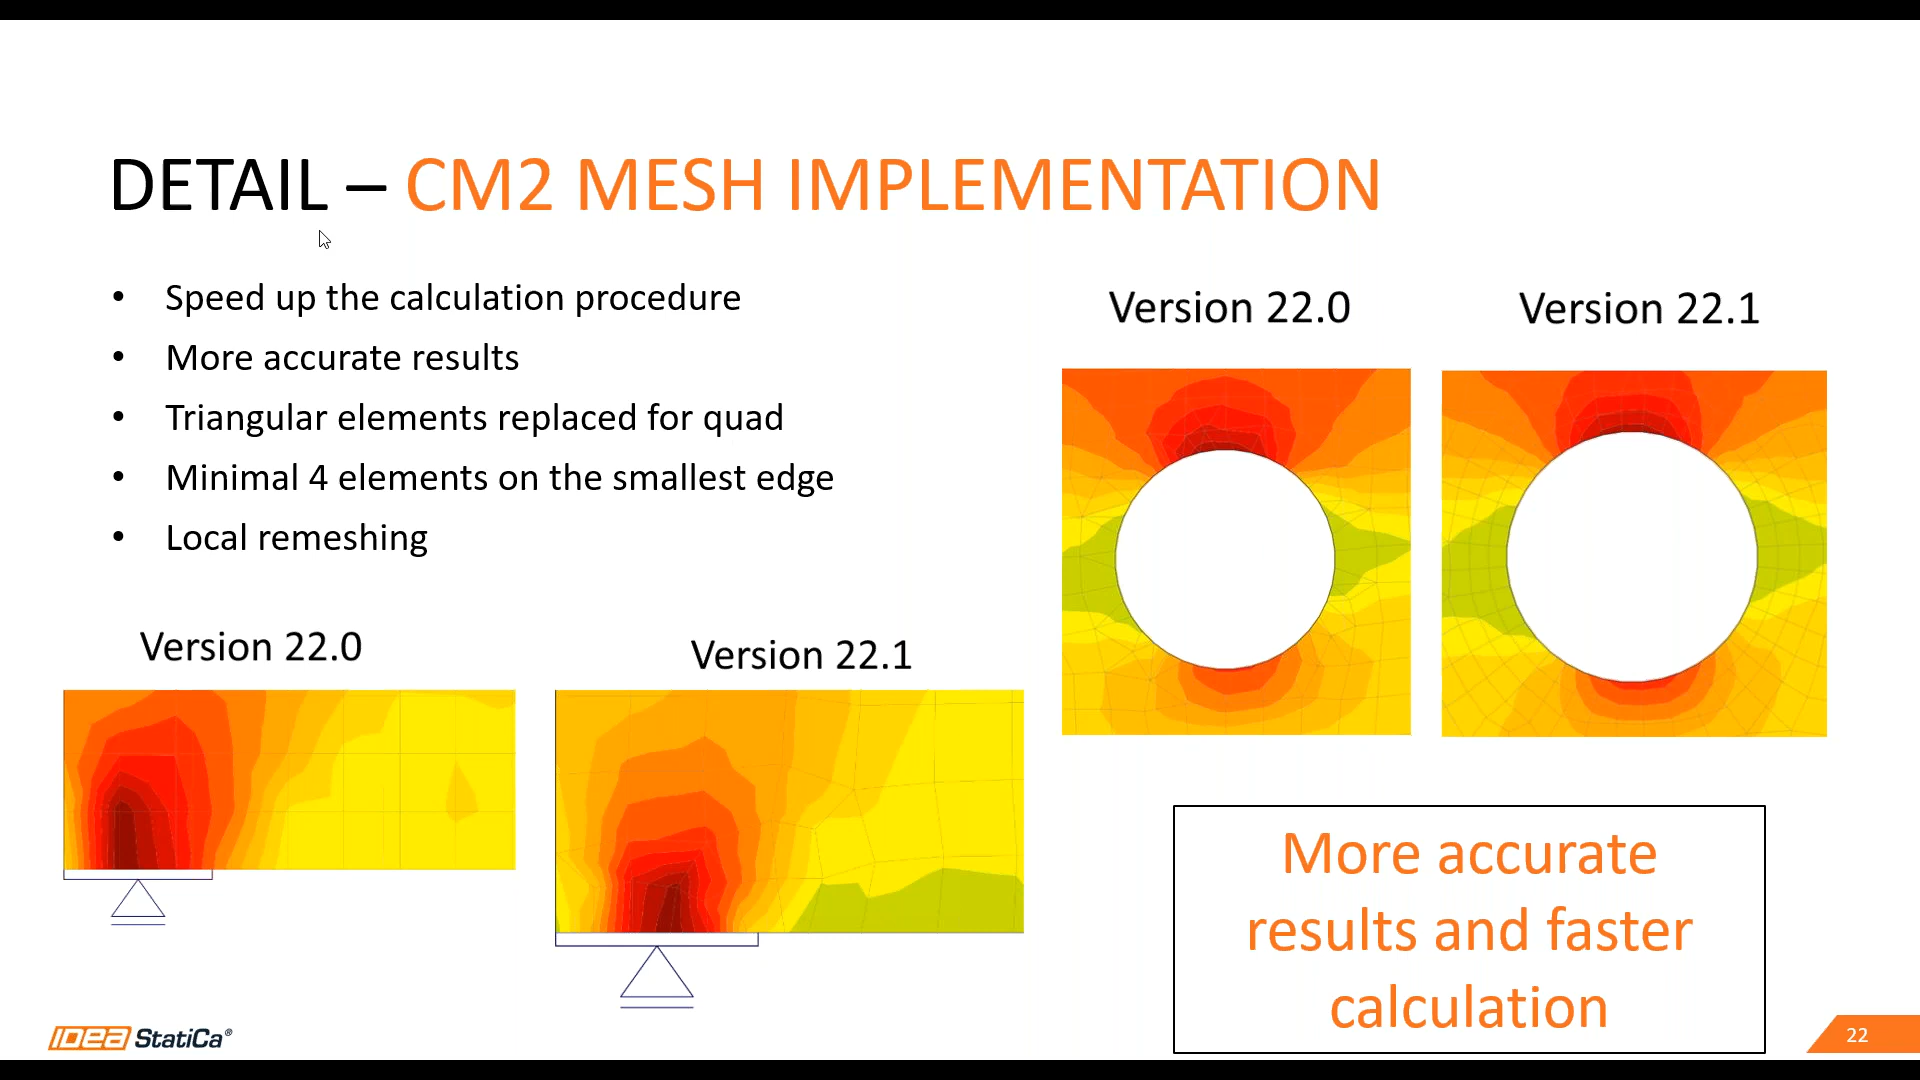 DETAIL – CM2 MESH IMPLEMENTATION
• Speed up the calculation procedure
• More accurate results
• Triangular elements replaced for quad
• Minimal 4 elements on the smallest edge
• Local remeshing
Version 22.0
Version 22.1
Version 22.0
Version 22.1
More accurate
results and faster
calculation
IDEA StatiCa®
22